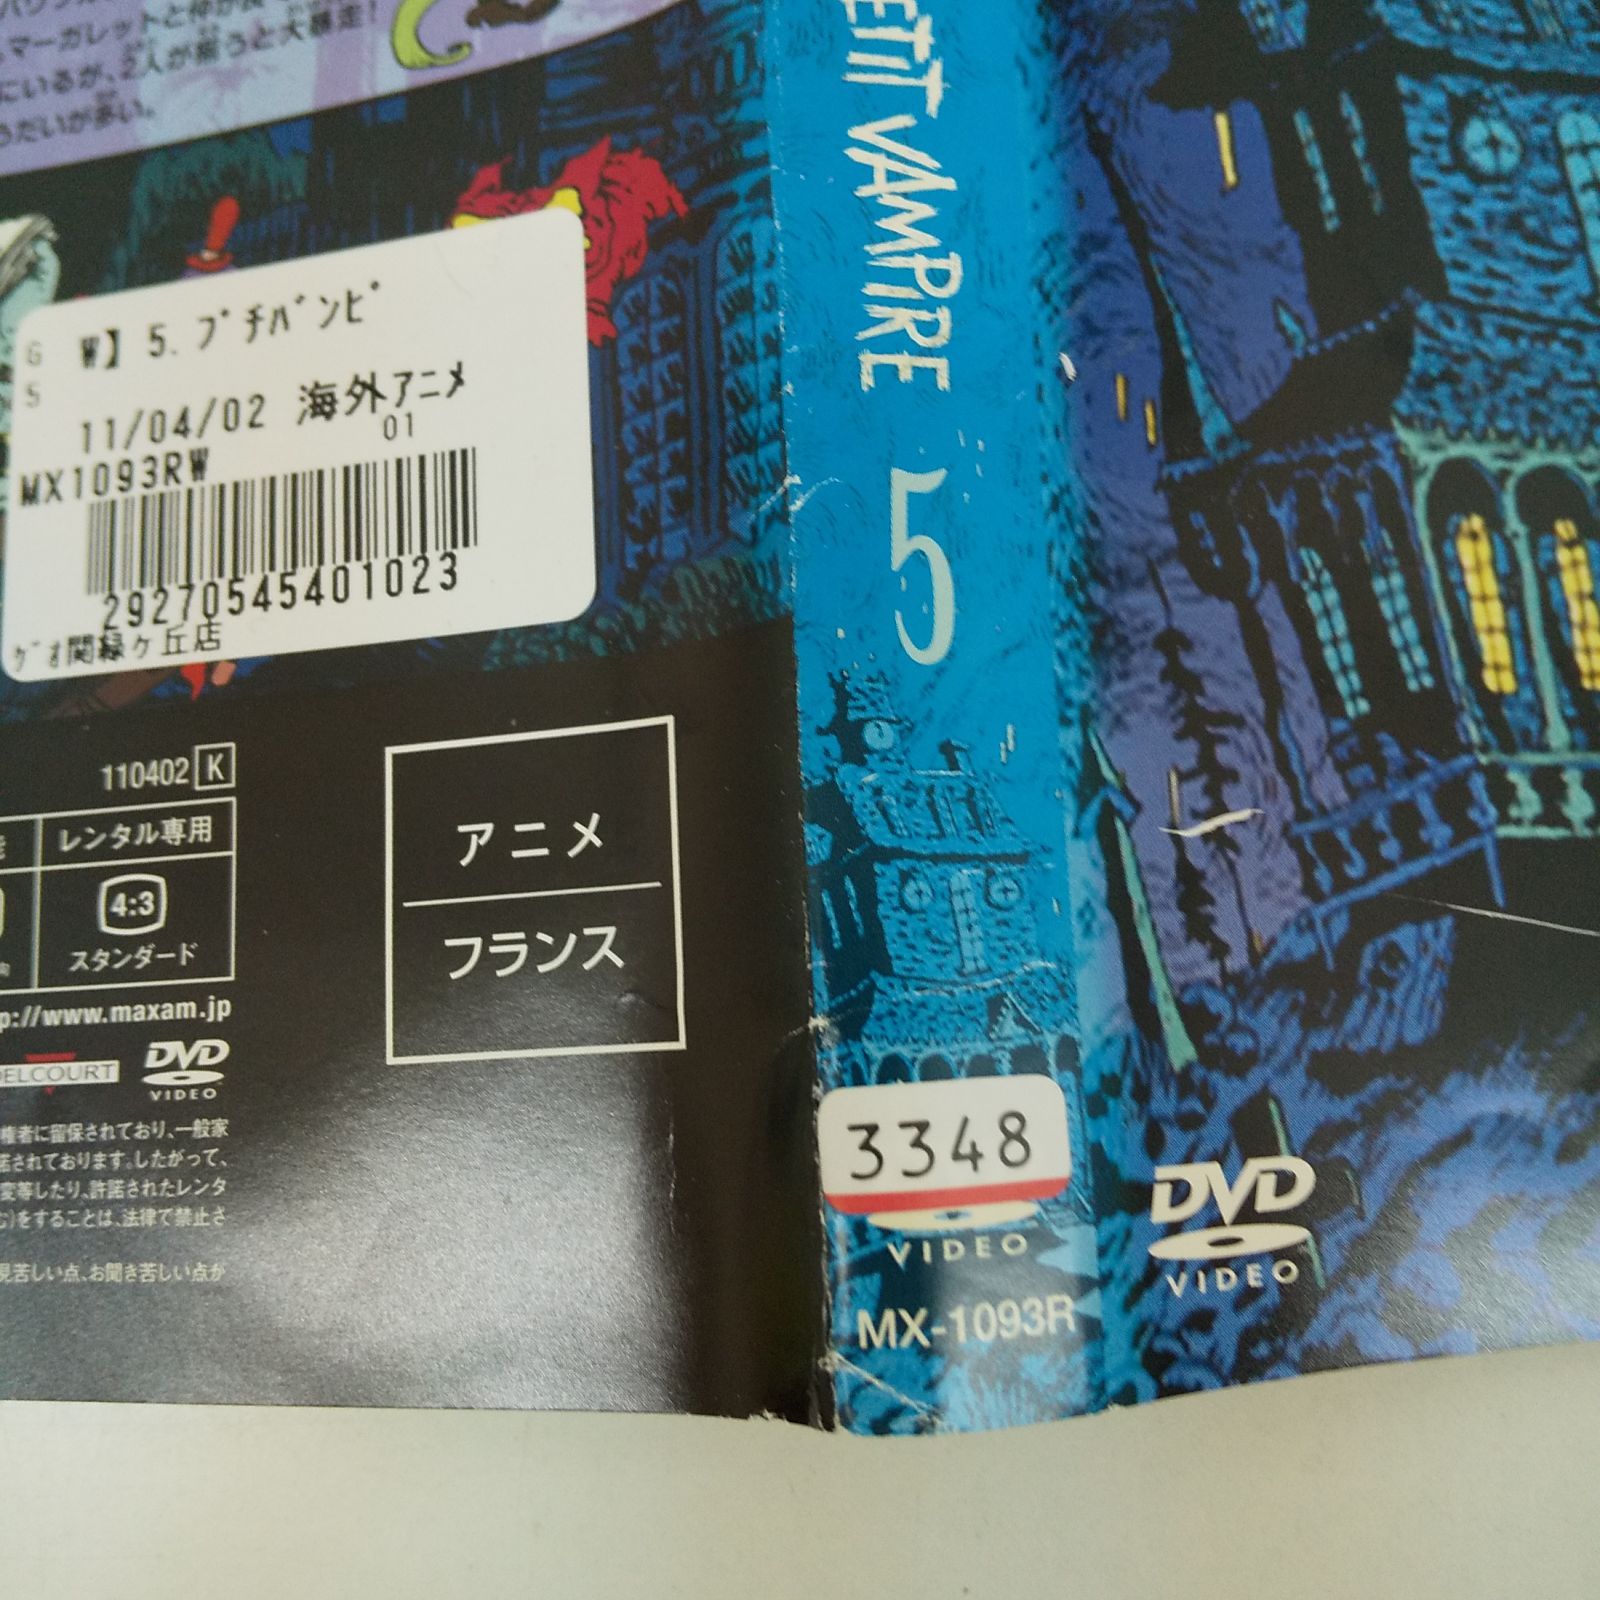 マーガレットと仲が良
にいるが、2人が揃うと大暴走!
うだいが多い。
G
5
W】 5.プチバンピ
11/04/02 海外アニメ
01
MX1093RW
292705454010 23
ゲオ関緑ヶ丘店
110402 K
レンタル専用
4:3
スタンダード
p://www.maxam.jp
DELCOURT
DVD
VIDEO
権者に留保されており、一般家
諾されております。したがって、
変等したり、許諾されたレンタ
む)をすることは、法律で禁止さ
見苦しい点、お聞き苦しい点が
アニメ
フランス
ETIT VAMPIRE
5
3348
VIDEO
MX-1093R
DVD
VIDEO